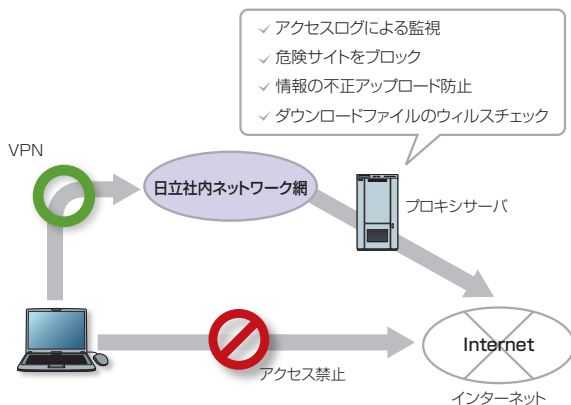 アクセスログによる監視
危険サイトをブロック
情報の不正アップロード防止
ダウンロードファイルのウィルスチェック
VPN
日立社内ネットワーク網
プロキシサーバ
Internet
アクセス禁止
インターネット